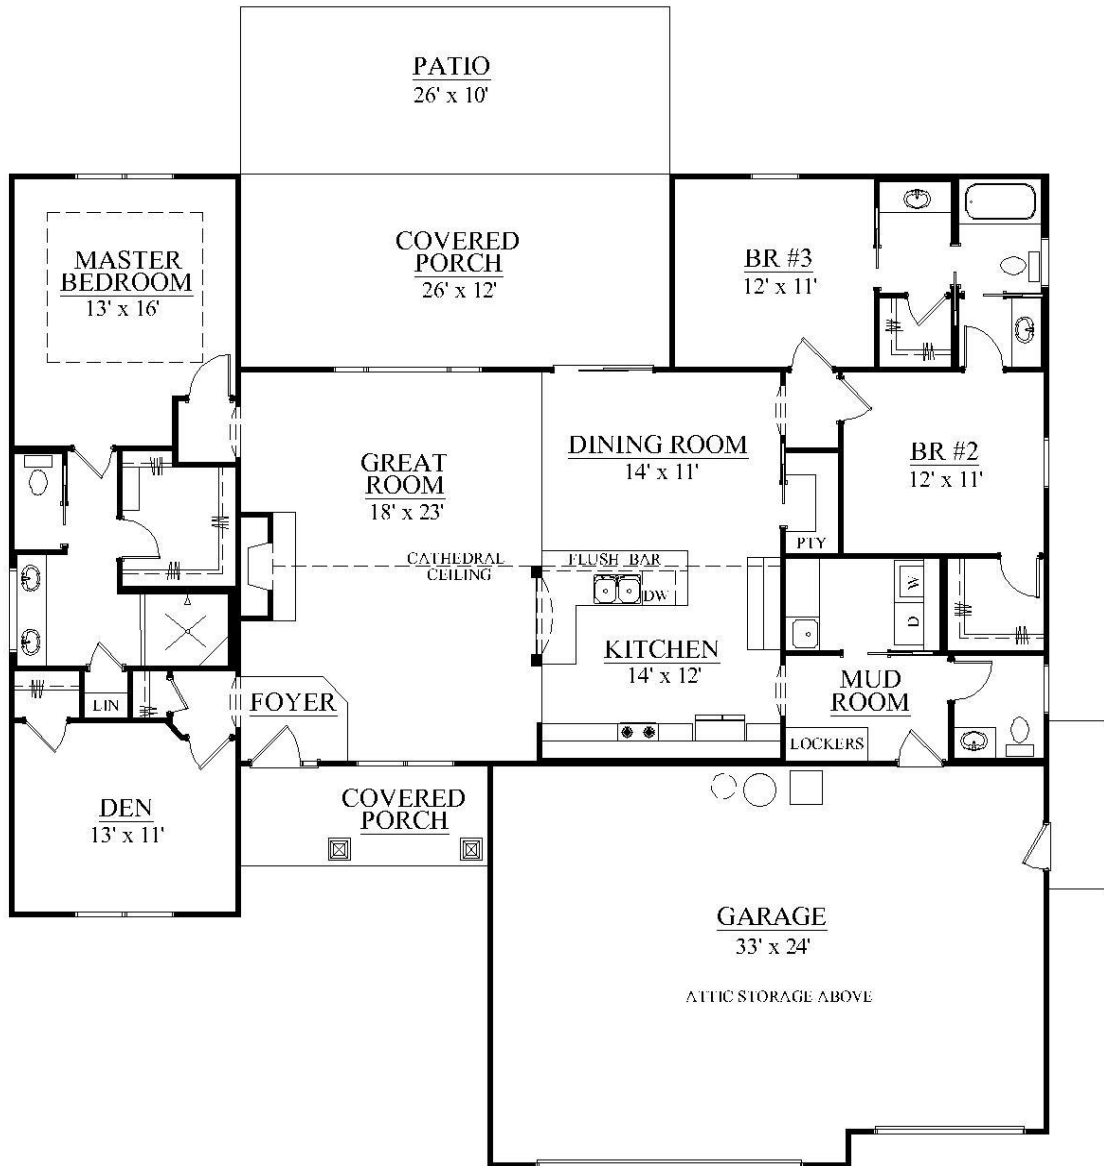 PATIO
26' x 10'
MASTER
BEDROOM
13' x 16'
COVERED
PORCH
26' x 12'
BR #3
12' x 11'
GREAT
ROOM
18' x 23'
DINING ROOM
14' x 11'
BR #2
12' x 11'
PTY
CATHEDRAL
CEILING
FLUSH BAR
DW
W
D
KITCHEN
14' x 12'
MUD
ROOM
LOCKERS
LIN
FOYER
DEN
13' x 11'
COVERED
PORCH
GARAGE
33' x 24'
ATTIC STORAGE ABOVE